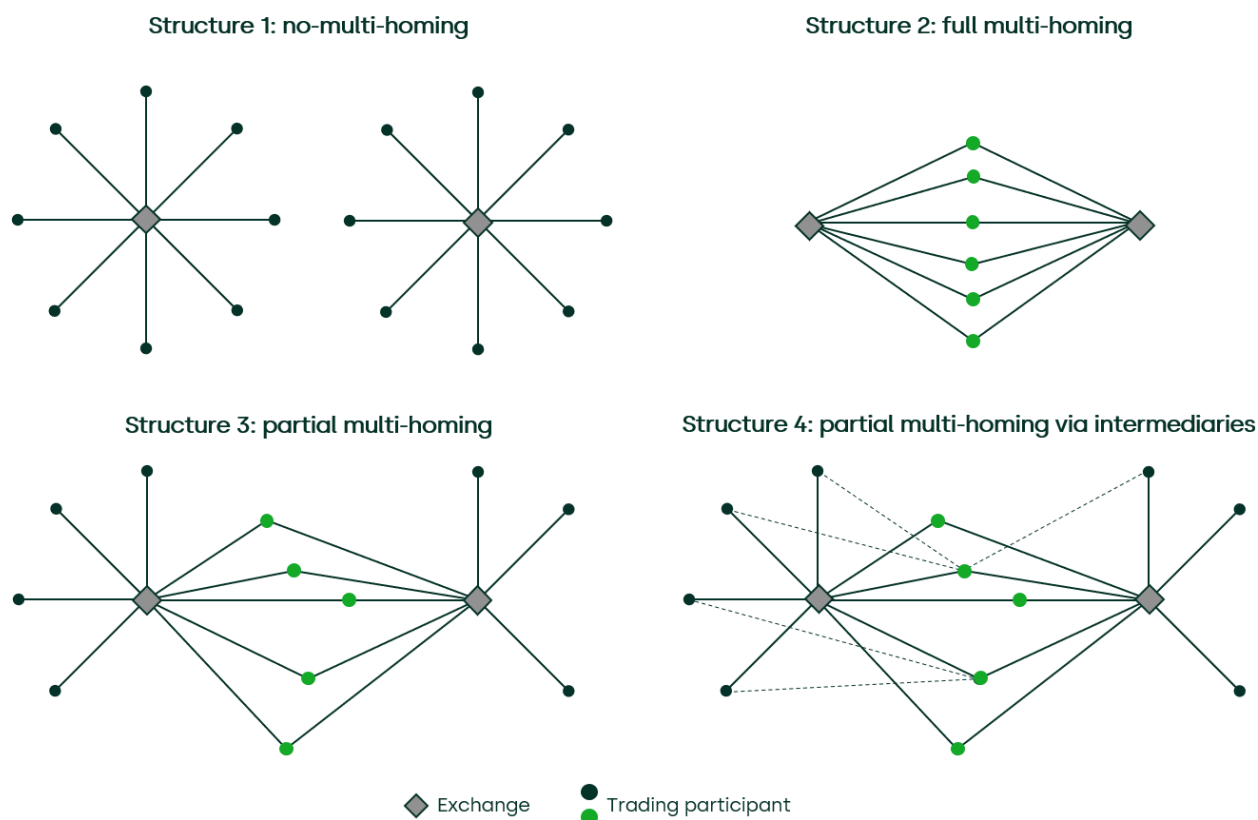 Structure 1: no-multi-homing
Structure 2: full multi-homing
Structure 3: partial multi-homing
Structure 4: partial multi-homing via intermediaries
Exchange
Trading participant